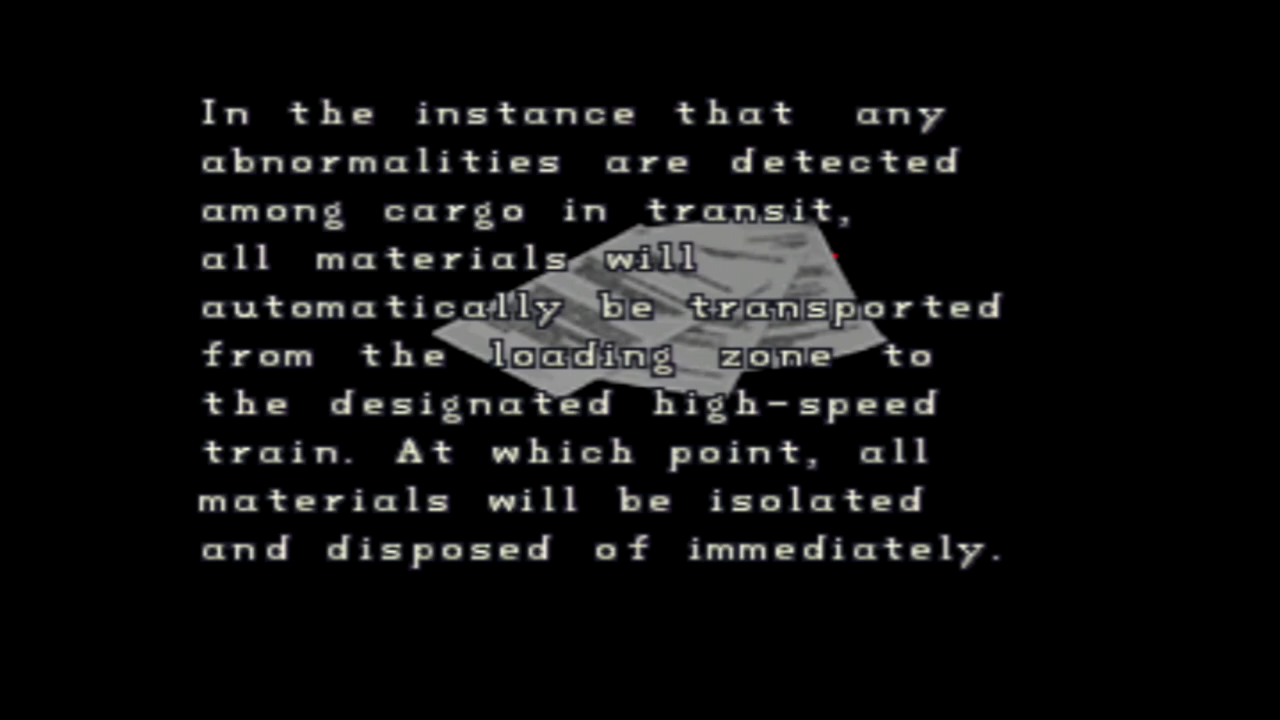 In the instance that any
abnormalities are detected
among cargo in transit,
all materials will
automatically be transported
from the loading zone to
the designated high-speed
train. At which point, all
materials will be isolated
and disposed of immediately.